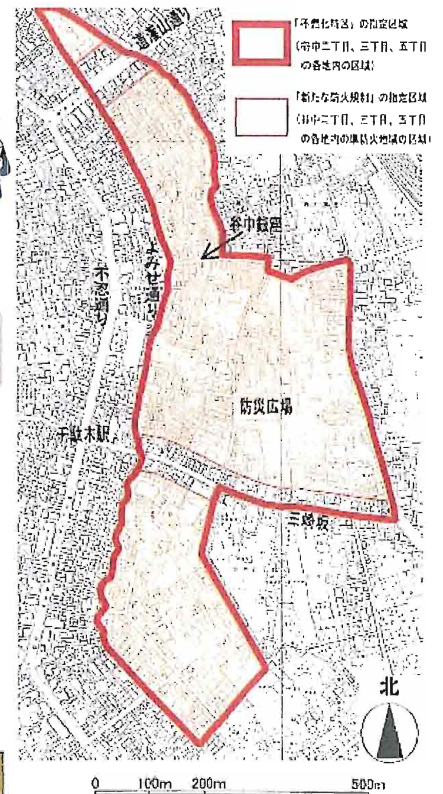 「不燃化特区」の指定区域
（谷中二丁目、三丁目、五丁目
の各地内の区域）
「新たな防火規制」の指定区域
（谷中二丁目、三丁目、五丁目
の各地内の準防火地域の区域）
道灌山通り
谷中銀座
よみせ通り
不忍通り
防災広場
千駄木駅
三崎坂
北
0 100m 200m 500m